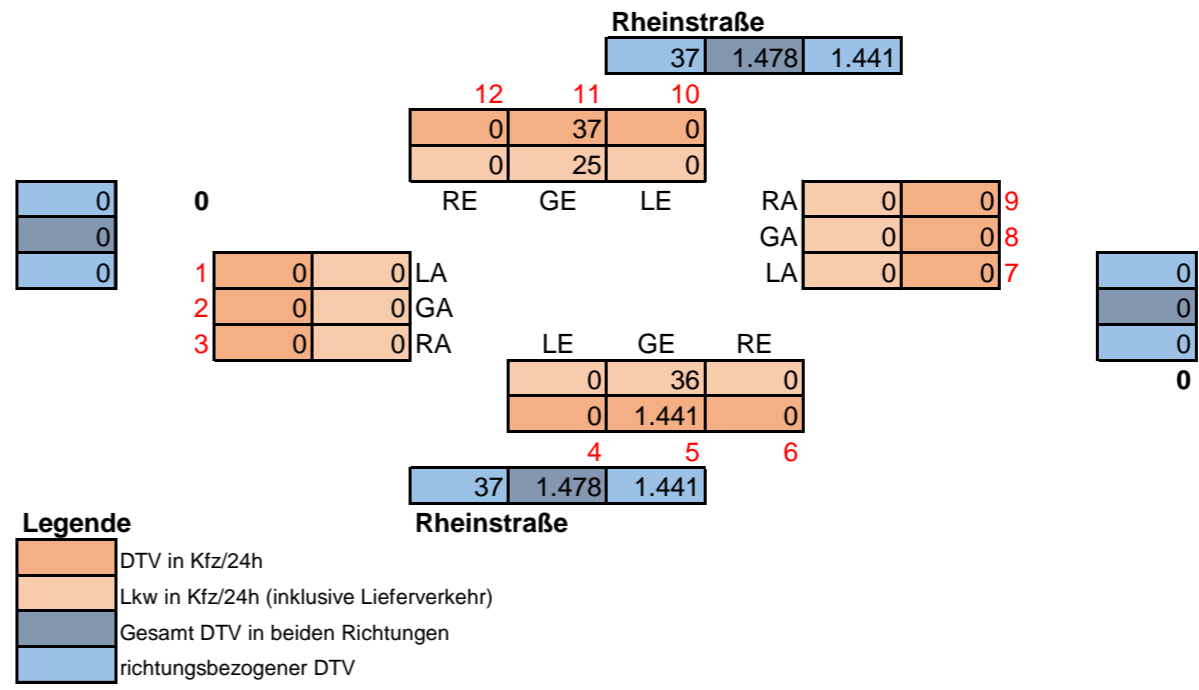 Rheinstraße
37 1.478 1.441
12 11 10
0 37 0
0 25 0
0 0 RE GE LE RA 0 0 9
0 GA 0 0 8
0 1 0 0 LA LA 0 0 7 0
2 0 0 GA 0
3 0 0 RA LE GE RE 0
0 36 0 0
0 1.441 0
4 5 6
37 1.478 1.441
Legende Rheinstraße
DTV in Kfz/24h
Lkw in Kfz/24h (inklusive Lieferverkehr)
Gesamt DTV in beiden Richtungen
richtungsbezogener DTV